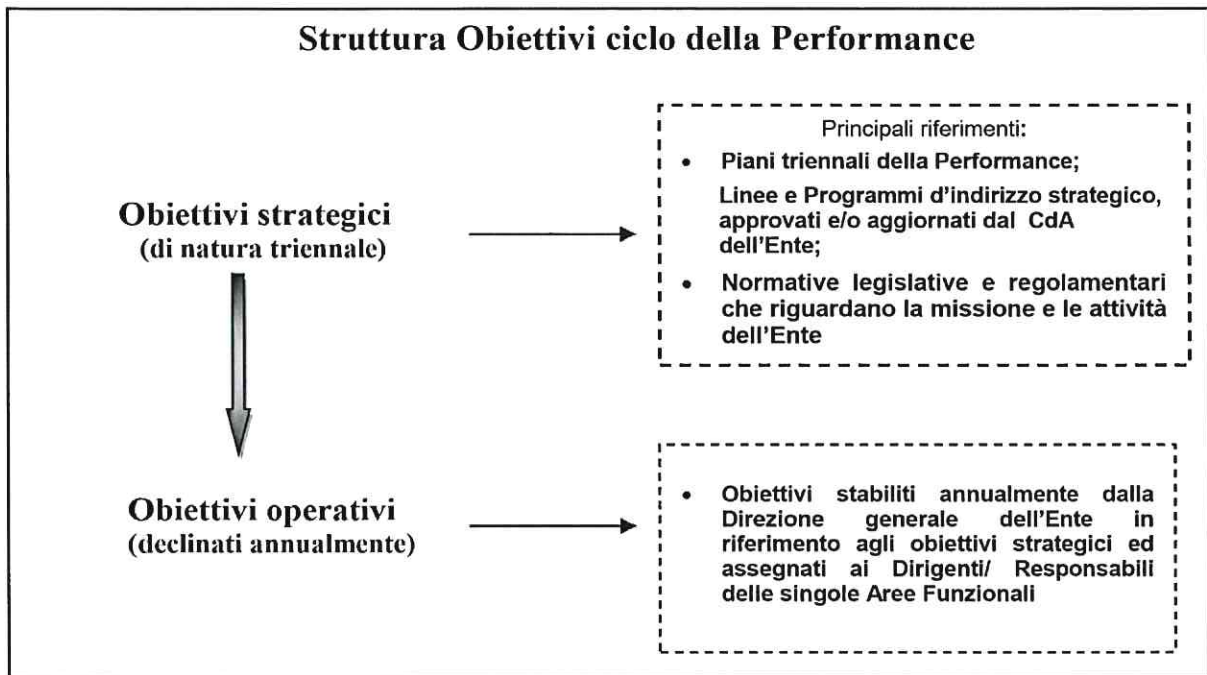 Struttura Obiettivi ciclo della Performance
Obiettivi strategici
(di natura triennale)
Principali riferimenti:
• Piani triennali della Performance;
Linee e Programmi d'indirizzo strategico,
approvati e/o aggiornati dal CdA
dell'Ente;
• Normative legislative e regolamentari
che riguardano la missione e le attività
dell'Ente
Obiettivi operativi
(declinati annualmente)
• Obiettivi stabiliti annualmente dalla
Direzione generale dell'Ente in
riferimento agli obiettivi strategici ed
assegnati ai Dirigenti/ Responsabili
delle singole Aree Funzionali